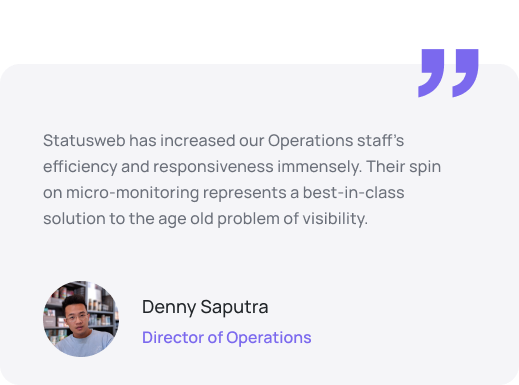 Statusweb has increased our Operations staff's
efficiency and responsiveness immensely. Their spin
on micro-monitoring represents a best-in-class
solution to the age old problem of visibility.
Denny Saputra
Director of Operations